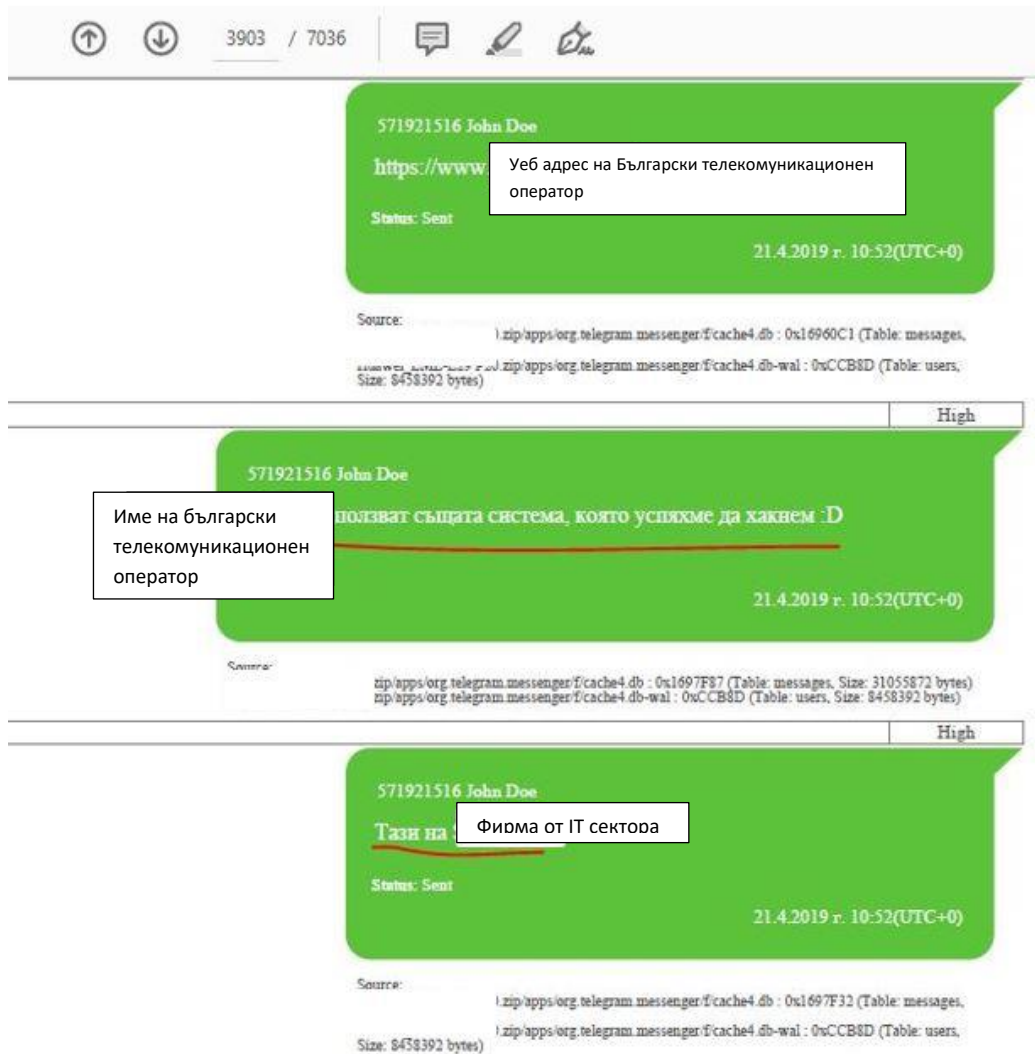 3903 / 7036
571921516 John Doe
https://www.
Уеб адрес на Български телекомуникационен
оператор
Status: Sent
21.4.2019 г. 10:52(UTC+0)
Source:
.zip/apps/org.telegram.messenger/f/cache4.db : 0x16960C1 (Table: messages,
.zip/apps/org.telegram.messenger/f/cache4.db-wal : 0xCCB8D (Table: users,
Size: 8458392 bytes)
High
571921516 John Doe
Име на български
телекомуникационен
оператор
ползват същата система, която успяхме да хакнем :D
21.4.2019 г. 10:52(UTC+0)
Source:
zip/apps/org.telegram.messenger/f/cache4.db : 0x1697F87 (Table: messages, Size: 31055872 bytes)
zip/apps/org.telegram.messenger/f/cache4.db-wal : 0xCCB8D (Table: users, Size: 8458392 bytes)
High
571921516 John Doe
Тази на
Фирма от IT сектора
Status: Sent
21.4.2019 г. 10:52(UTC+0)
Source:
.zip/apps/org.telegram.messenger/f/cache4.db : 0x1697F32 (Table: messages,
.zip/apps/org.telegram.messenger/f/cache4.db-wal : 0xCCB8D (Table: users,
Size: 8458392 bytes)